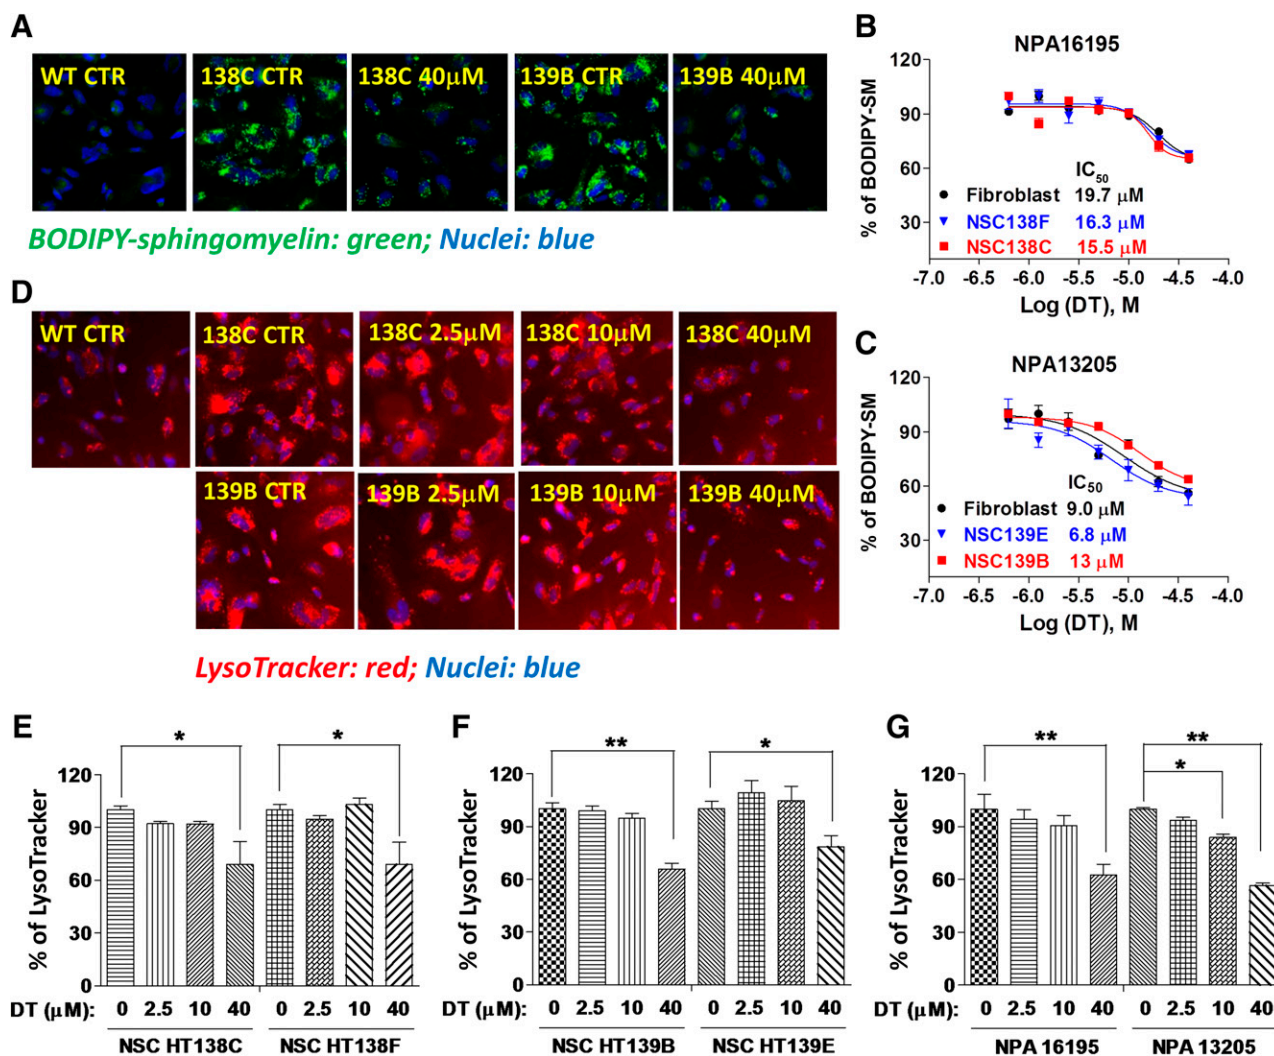 A
WT CTR
138C CTR
138C 40μM
139B CTR
139B 40μM
BODIPY-sphingomyelin: green; Nuclei: blue
B
NPA16195
% of BODIPY-SM
120
90
60
30
IC50
Fibroblast 19.7 μM
NSC138F 16.3 μM
NSC138C 15.5 μM
-7.0 -6.5 -6.0 -5.5 -5.0 -4.5 -4.0
Log (DT), M
C
NPA13205
% of BODIPY-SM
120
90
60
30
IC50
Fibroblast 9.0 μM
NSC139E 6.8 μM
NSC139B 13 μM
-7.0 -6.5 -6.0 -5.5 -5.0 -4.5 -4.0
Log (DT), M
D
WT CTR
138C CTR
138C 2.5μM
138C 10μM
138C 40μM
139B CTR
139B 2.5μM
139B 10μM
139B 40μM
LysoTracker: red; Nuclei: blue
E
% of LysoTracker
120
90
60
30
0
* *
DT (μM): 0 2.5 10 40 0 2.5 10 40
NSC HT138C NSC HT138F
F
% of LysoTracker
120
90
60
30
0
** *
DT (μM): 0 2.5 10 40 0 2.5 10 40
NSC HT139B NSC HT139E
G
% of LysoTracker
120
90
60
30
0
** **
*
DT (μM): 0 2.5 10 40 0 2.5 10 40
NPA 16195 NPA 13205